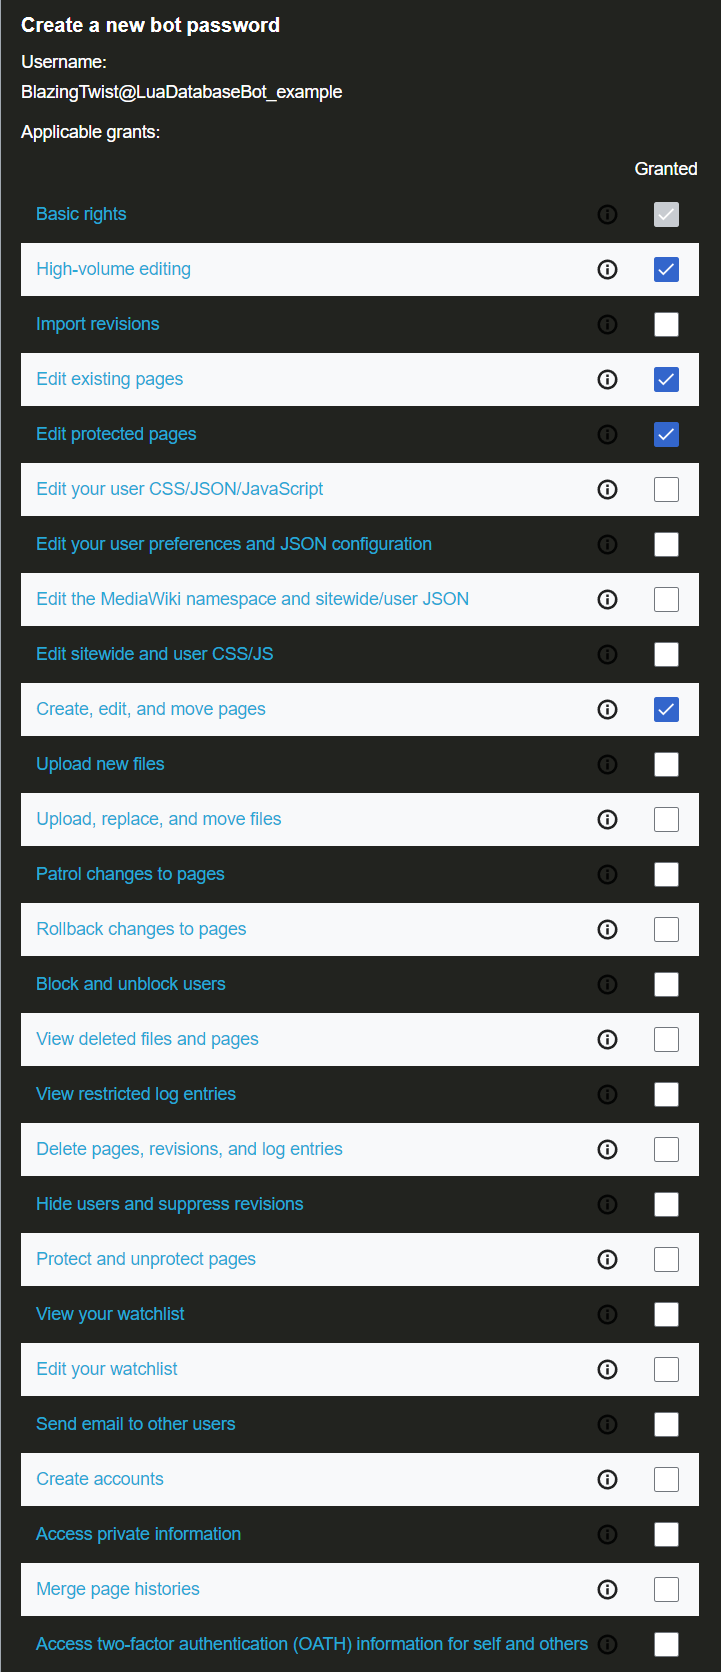 Create a new bot password
Username:
BlazingTwist@LuaDatabaseBot_example
Applicable grants:
Granted
Basic rights
High-volume editing
Import revisions
Edit existing pages
Edit protected pages
Edit your user CSS/JSON/JavaScript
Edit your user preferences and JSON configuration
Edit the MediaWiki namespace and sitewide/user JSON
Edit sitewide and user CSS/JS
Create, edit, and move pages
Upload new files
Upload, replace, and move files
Patrol changes to pages
Rollback changes to pages
Block and unblock users
View deleted files and pages
View restricted log entries
Delete pages, revisions, and log entries
Hide users and suppress revisions
Protect and unprotect pages
View your watchlist
Edit your watchlist
Send email to other users
Create accounts
Access private information
Merge page histories
Access two-factor authentication (OATH) information for self and others